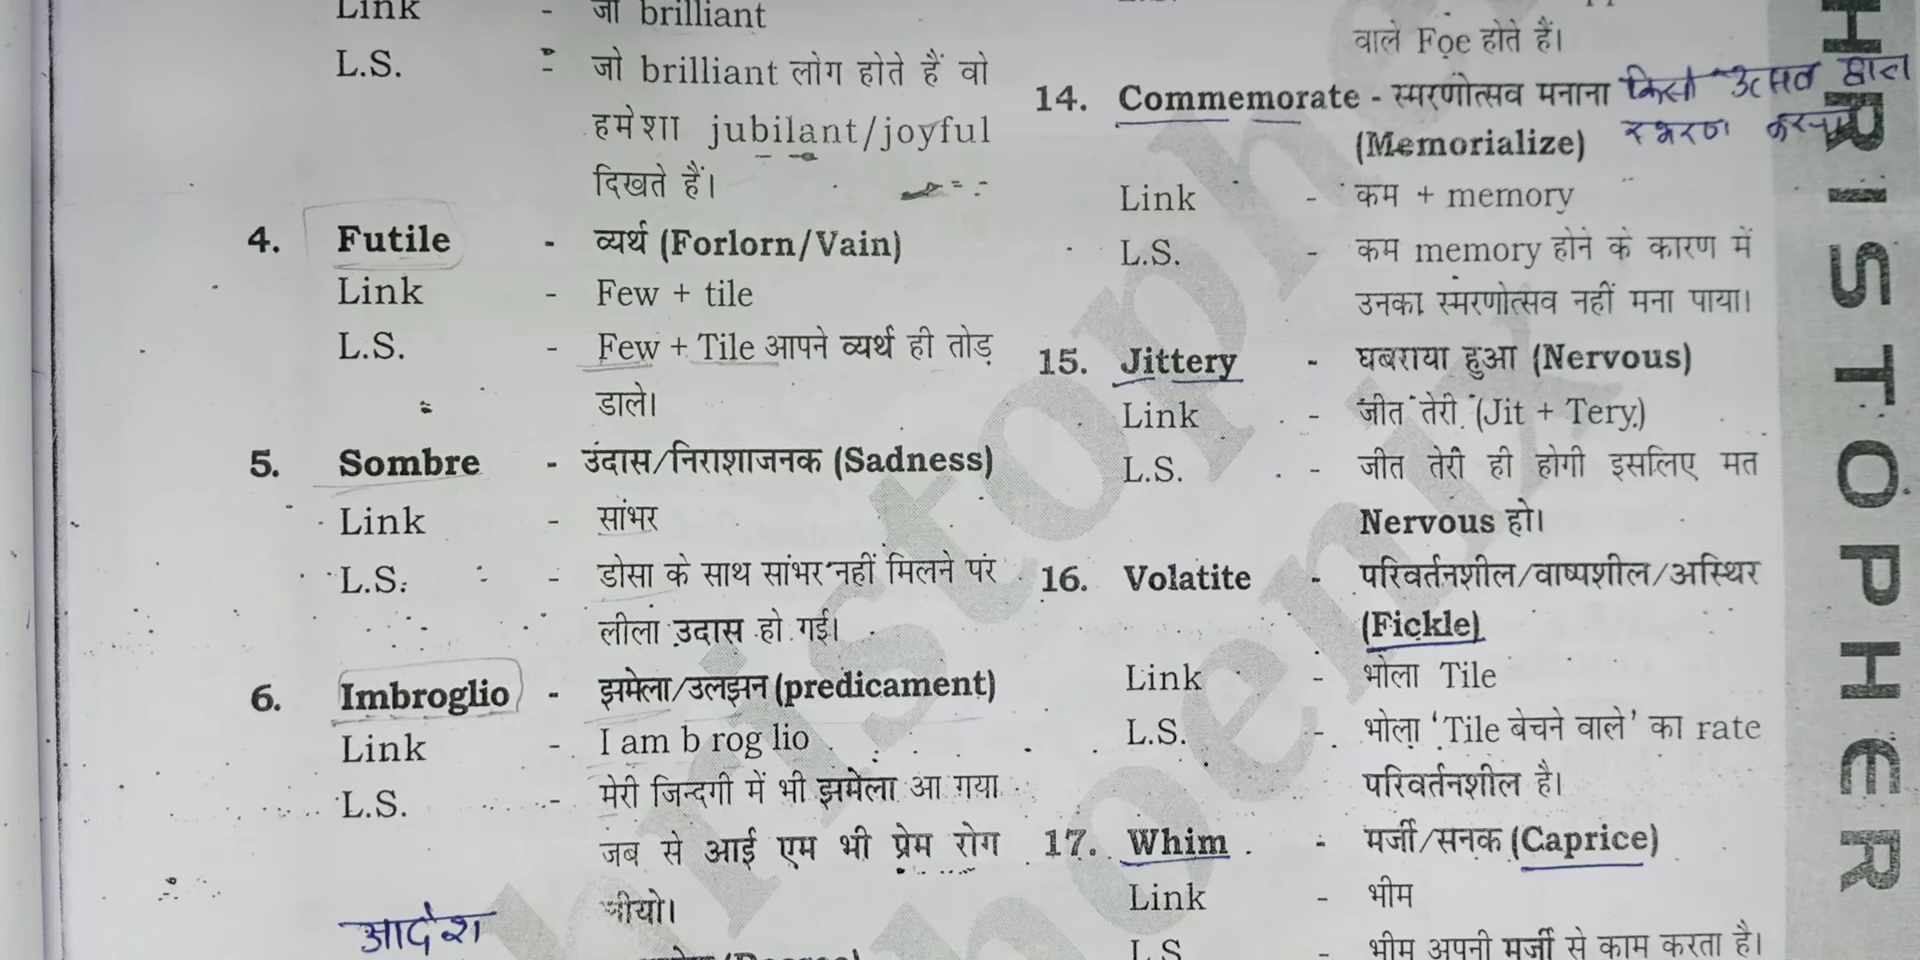 Link - जो brilliant
L.S. - जो brilliant लोग होते हैं वो
हमेशा jubilant/joyful
दिखते हैं।
4. Futile - व्यर्थ (Forlorn/Vain)
Link - Few + tile
L.S. - Few + Tile आपने व्यर्थ ही तोड़
डाले।
5. Sombre - उदास/निराशाजनक (Sadness)
Link - सांभर
L.S. - डोसा के साथ सांभर नहीं मिलने पर
लीला उदास हो गई।
6. Imbroglio - झमेला/उलझन (predicament)
Link - I am b rog lio
L.S. - मेरी जिन्दगी में भी झमेला आ गया
जब से आई एम भी प्रेम रोग
लीयो।
आदेश
वाले Foe होते हैं।
14. Commemorate - स्मरणोत्सव मनाना किसी उत्सव द्वारा
(Memorialize) स्मरण करना
Link - कम + memory
L.S. - कम memory होने के कारण में
उनका स्मरणोत्सव नहीं मना पाया।
15. Jittery - घबराया हुआ (Nervous)
Link - जीत तेरी (Jit + Tery)
L.S. - जीत तेरी ही होगी इसलिए मत
Nervous हो।
16. Volatite - परिवर्तनशील/वाष्पशील/अस्थिर
(Fickle)
Link - भोला Tile
L.S. - भोला 'Tile बेचने वाले' का rate
परिवर्तनशील है।
17. Whim - मर्जी/सनक (Caprice)
Link - भीम
L.S - भीम अपनी मर्जी से काम करता है।
HRISTOPHER